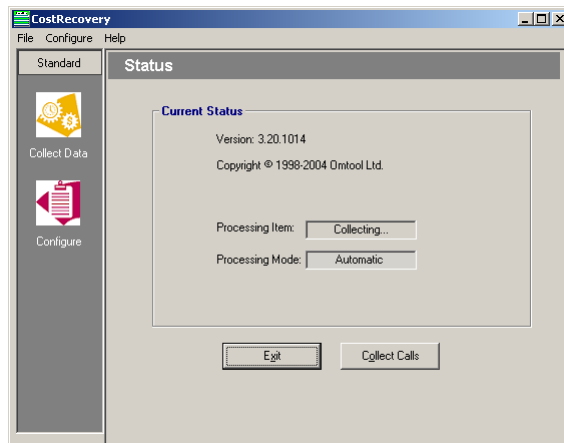 CostRecovery
File Configure Help
Standard
Status
Collect Data
Configure
Current Status
Version: 3.20.1014
Copyright © 1998-2004 Omtool Ltd.
Processing Item: Collecting...
Processing Mode: Automatic
Exit
Collect Calls